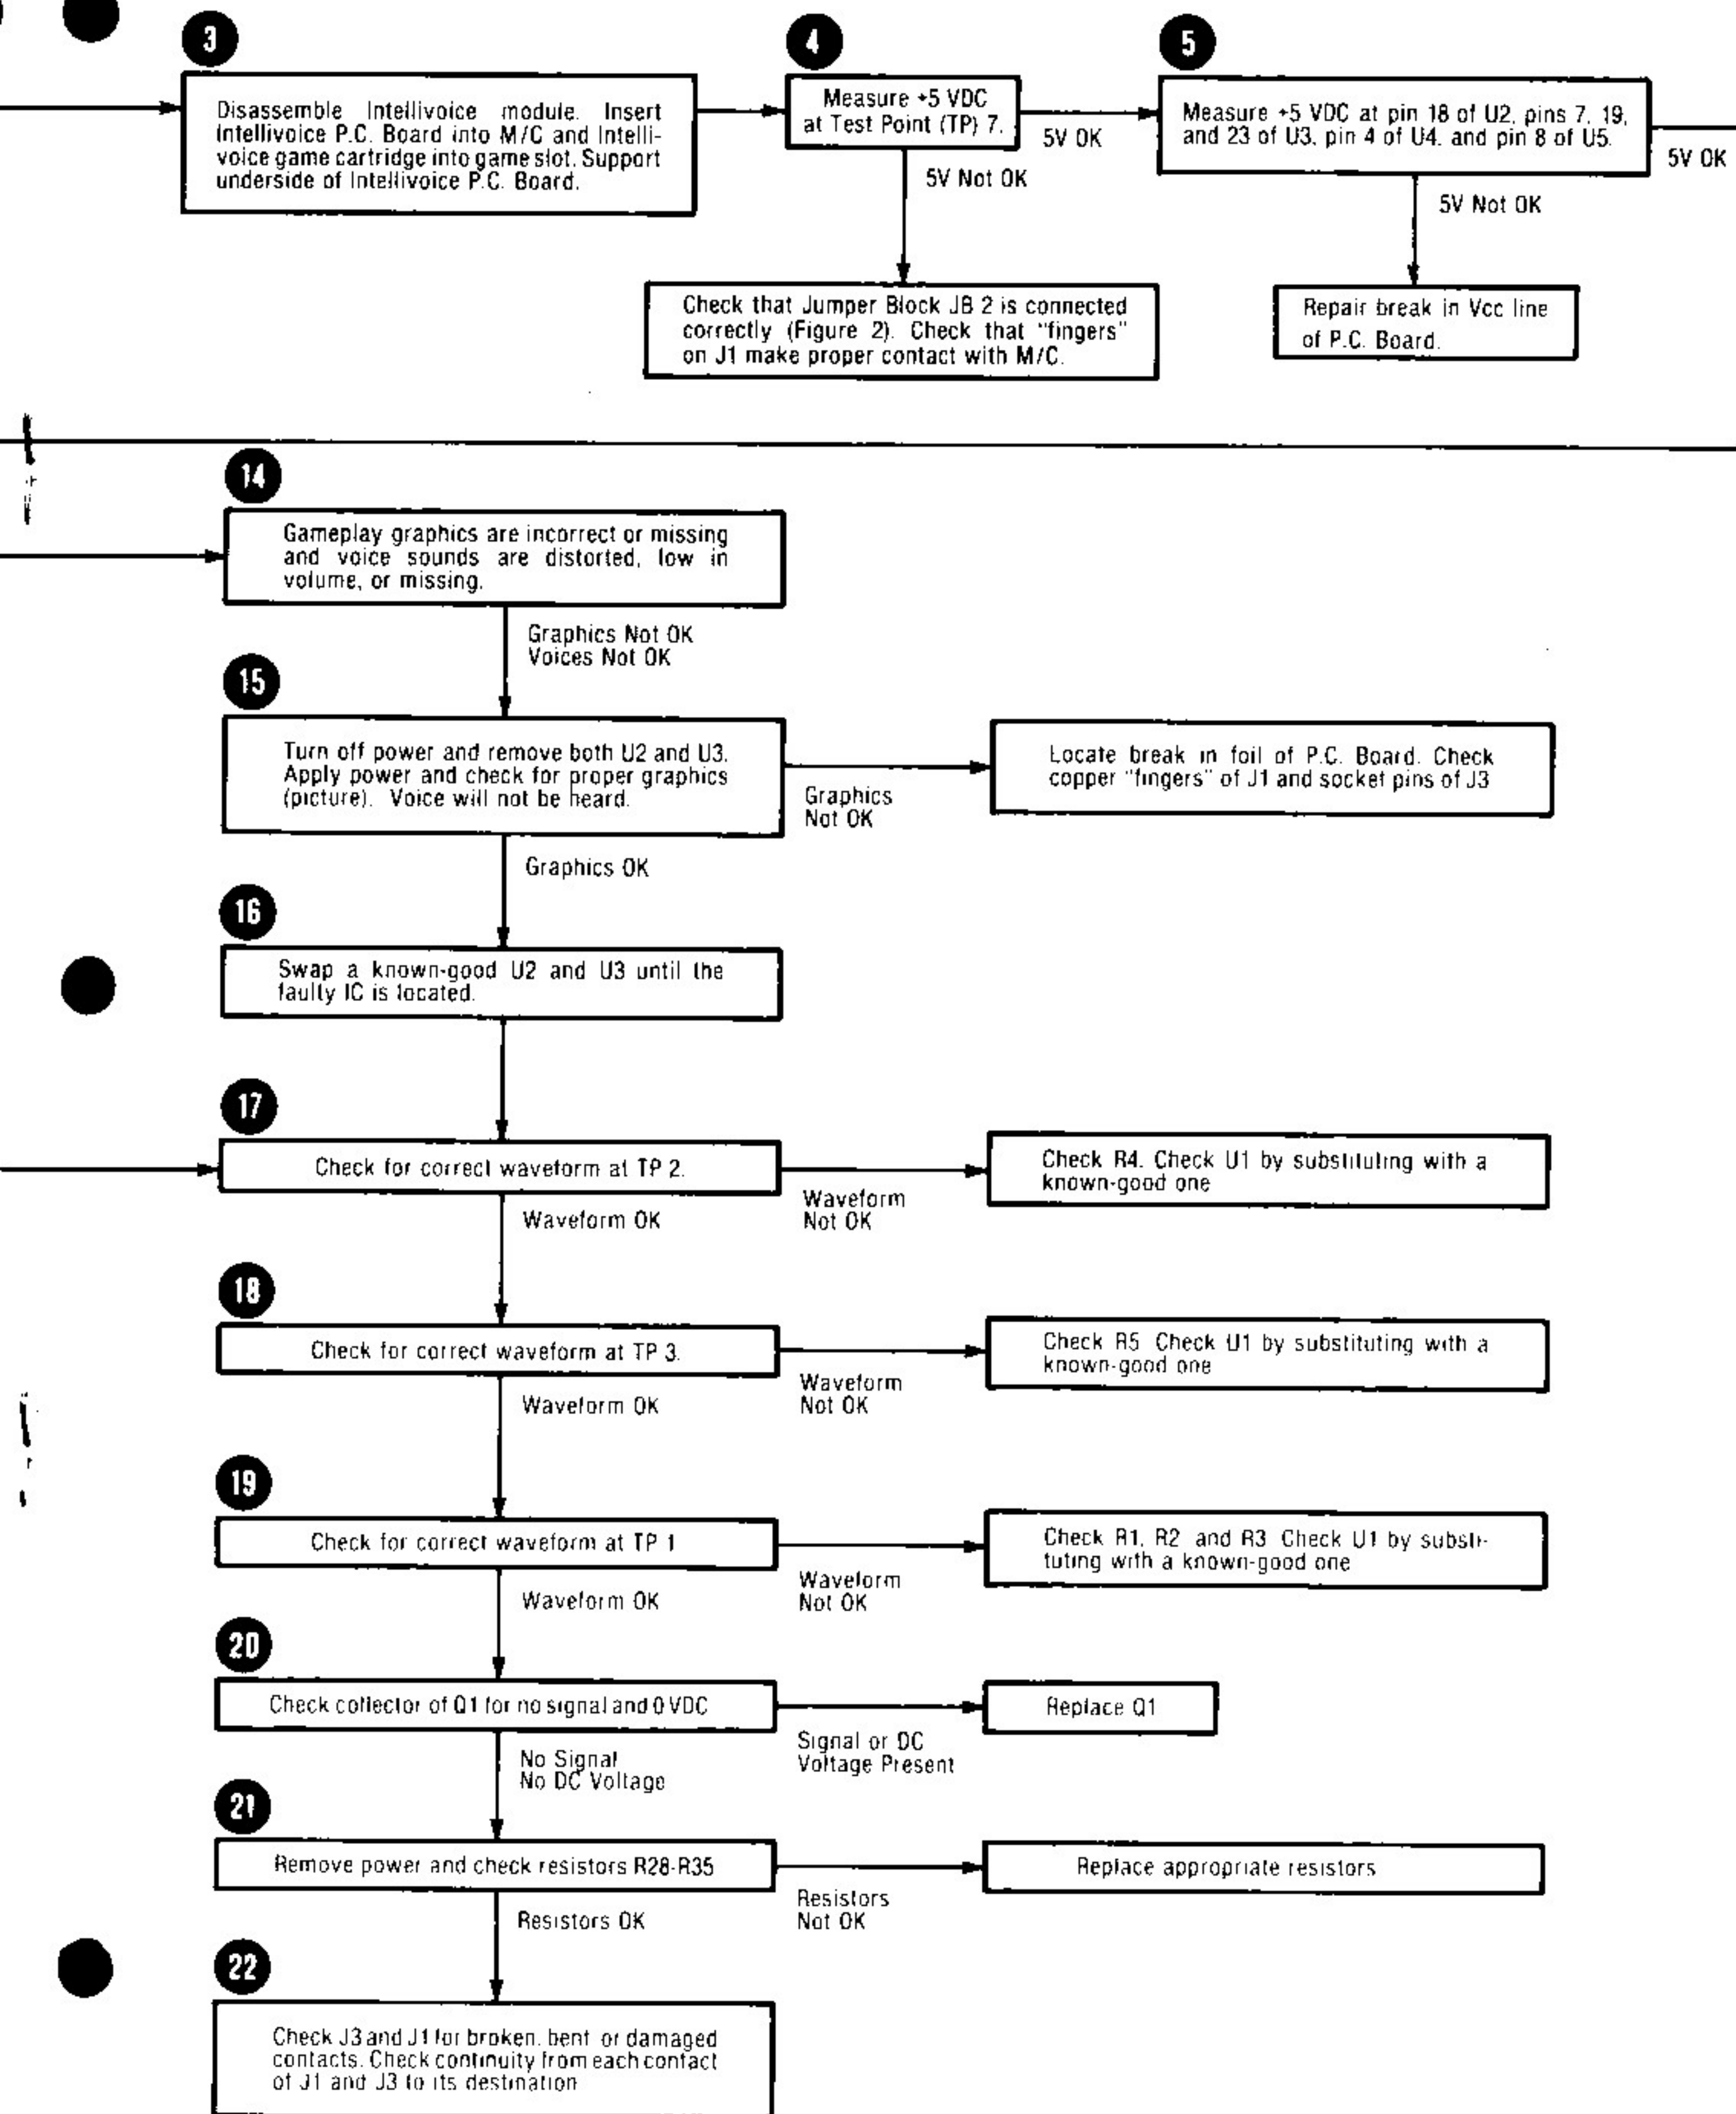 3
Disassemble Intellivoice module. Insert
Intellivoice P.C. Board into M/C and Intelli-
voice game cartridge into game slot. Support
underside of Intellivoice P.C. Board.
4
Measure +5 VDC
at Test Point (TP) 7.
5V OK
5V Not OK
5
Measure +5 VDC at pin 18 of U2, pins 7, 19,
and 23 of U3, pin 4 of U4, and pin 8 of U5.
5V OK
5V Not OK
Check that Jumper Block JB 2 is connected
correctly (Figure 2). Check that "fingers"
on J1 make proper contact with M/C.
Repair break in Vcc line
of P.C. Board.
14
Gameplay graphics are incorrect or missing
and voice sounds are distorted, low in
volume, or missing.
Graphics Not OK
Voices Not OK
15
Turn off power and remove both U2 and U3.
Apply power and check for proper graphics
(picture). Voice will not be heard.
Graphics
Not OK
Locate break in foil of P.C. Board. Check
copper "fingers" of J1 and socket pins of J3
Graphics OK
16
Swap a known-good U2 and U3 until the
faulty IC is located.
17
Check for correct waveform at TP 2.
Waveform
Not OK
Check R4. Check U1 by substituting with a
known-good one
Waveform OK
18
Check for correct waveform at TP 3.
Waveform
Not OK
Check R5 Check U1 by substituting with a
known-good one
Waveform OK
19
Check for correct waveform at TP 1
Waveform
Not OK
Check R1, R2 and R3 Check U1 by substi-
tuting with a known-good one
Waveform OK
20
Check collector of Q1 for no signal and 0 VDC
Signal or DC
Voltage Present
Replace Q1
No Signal
No DC Voltage
21
Remove power and check resistors R28-R35
Resistors
Not OK
Replace appropriate resistors
Resistors OK
22
Check J3 and J1 for broken, bent or damaged
contacts. Check continuity from each contact
of J1 and J3 to its destination